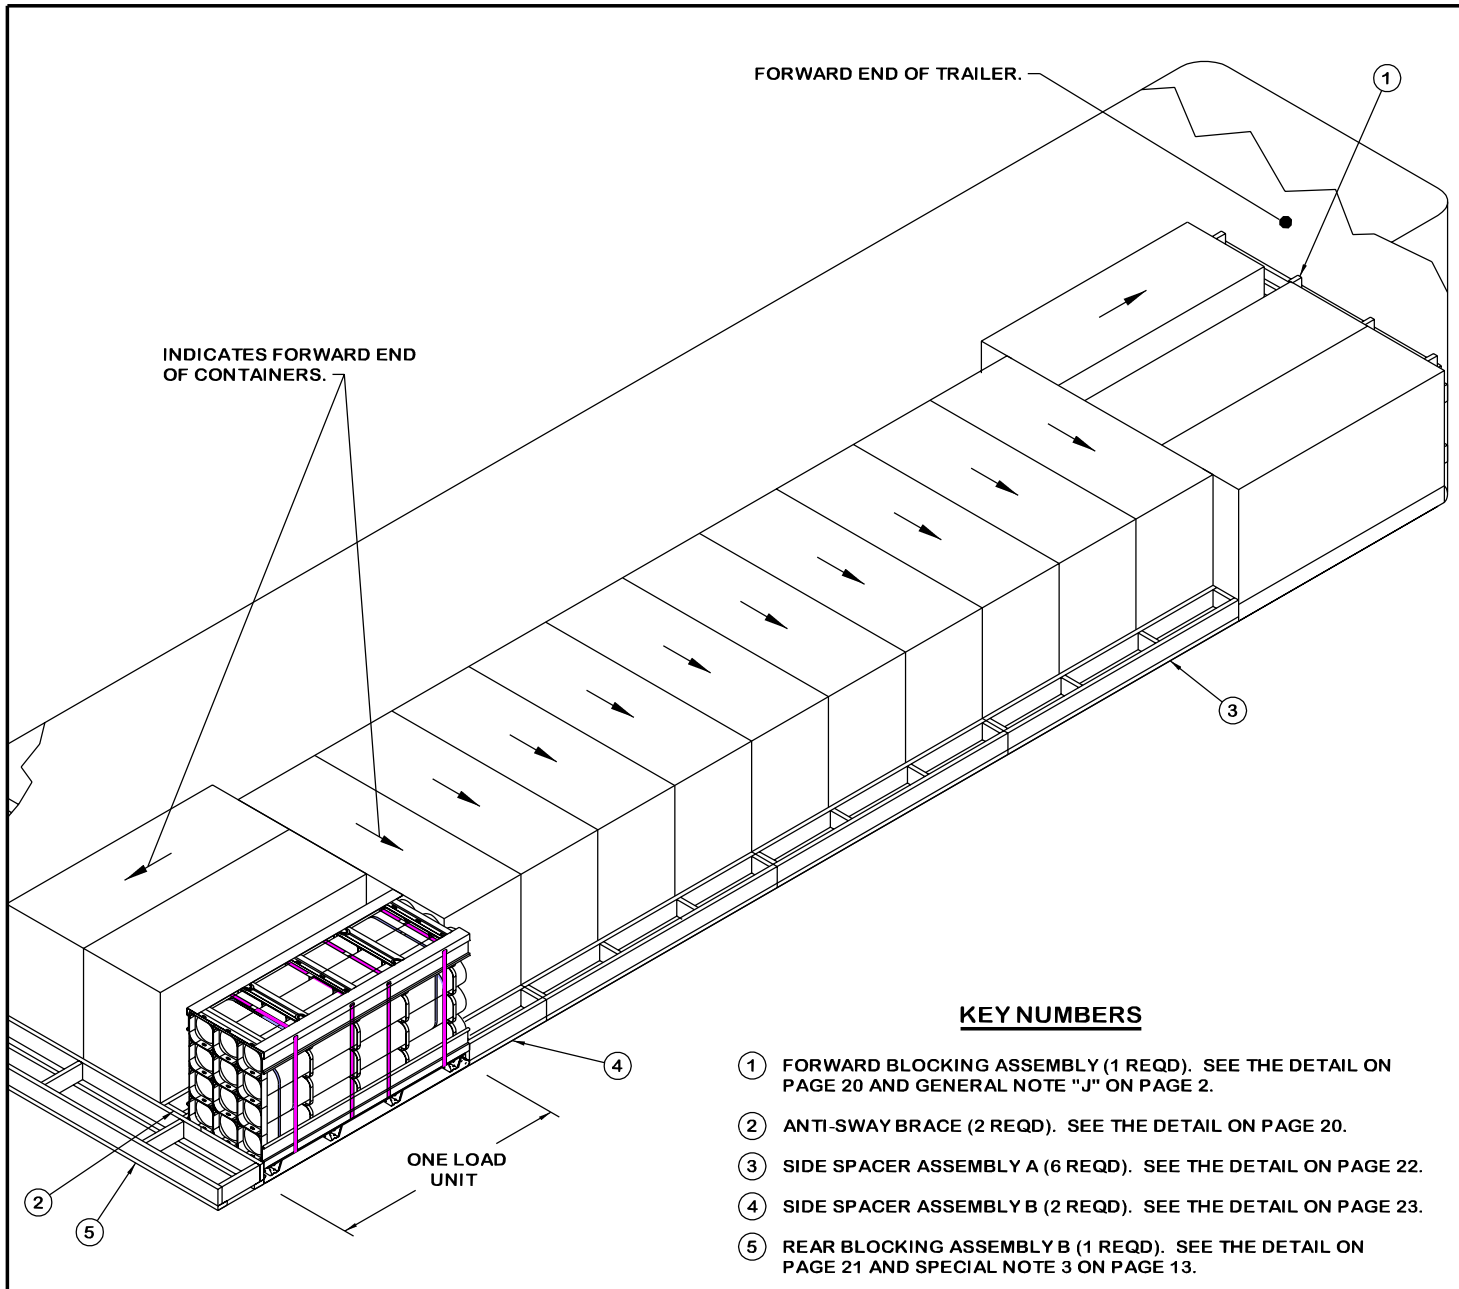 FORWARD END OF TRAILER.
1
INDICATES FORWARD END
OF CONTAINERS.
3
4
ONE LOAD
UNIT
2
5
KEY NUMBERS
1 FORWARD BLOCKING ASSEMBLY (1 REQD). SEE THE DETAIL ON
PAGE 20 AND GENERAL NOTE "J" ON PAGE 2.
2 ANTI-SWAY BRACE (2 REQD). SEE THE DETAIL ON PAGE 20.
3 SIDE SPACER ASSEMBLY A (6 REQD). SEE THE DETAIL ON PAGE 22.
4 SIDE SPACER ASSEMBLY B (2 REQD). SEE THE DETAIL ON PAGE 23.
5 REAR BLOCKING ASSEMBLY B (1 REQD). SEE THE DETAIL ON
PAGE 21 AND SPECIAL NOTE 3 ON PAGE 13.